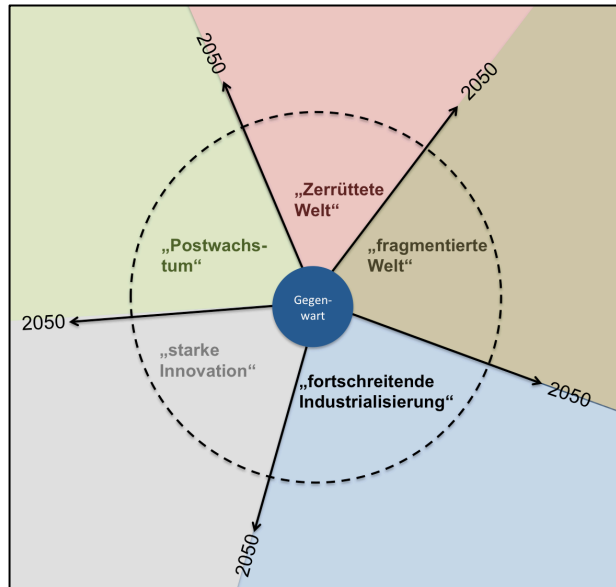 2050
2050
„Zerrüttete
Welt“
„Postwachs-
tum“
„fragmentierte
Welt“
Gegen-
wart
2050
„starke
Innovation“
„fortschreitende
Industrialisierung“
2050
2050